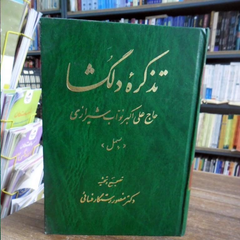 تذکرهٔ دلگشا
حاج علی اکبر نواب شیرازی
«بسمل»
تصحیح و تحشیه
دکتر منصور رستگار فسائی